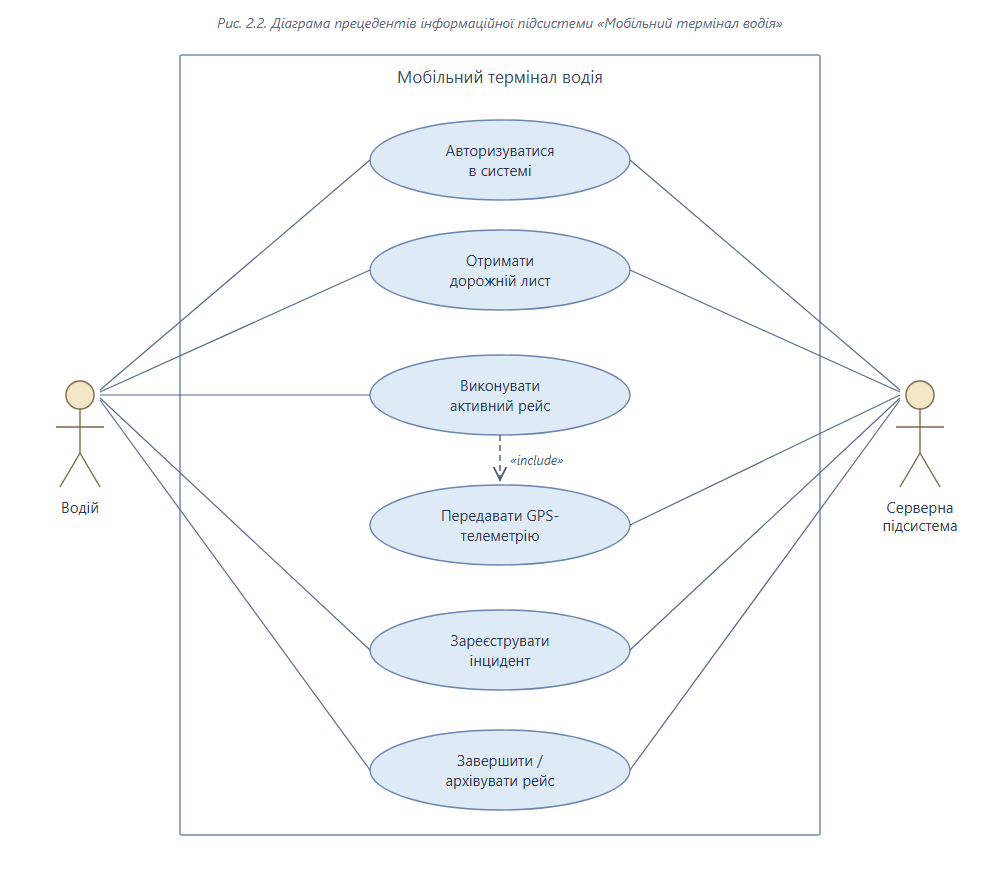 Рис. 2.2. Діаграма прецедентів інформаційної підсистеми «Мобільний термінал водія»
Мобільний термінал водія
Авторизуватися
в системі
Отримати
дорожній лист
Виконувати
активний рейс
«include»
Передавати GPS-
телеметрію
Водій
Серверна
підсистема
Зареєструвати
інцидент
Завершити /
архівувати рейс